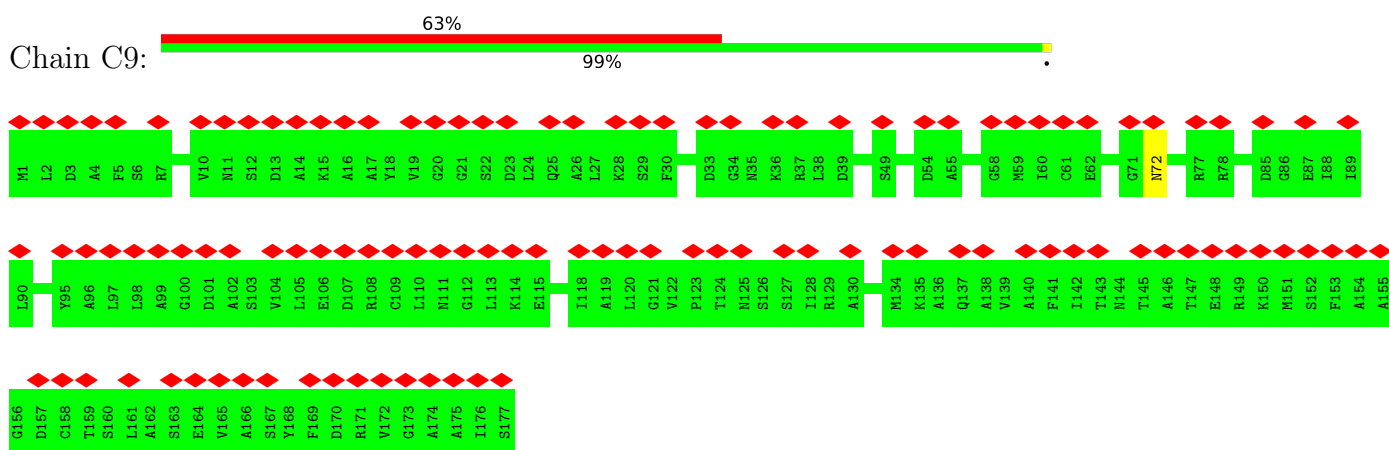 63%
Chain C9:
99% .
M1 L2 D3 A4 F5 S6 R7 V10 N11 S12 D13 A14 K15 A16 A17 Y18 V19 G20 G21 S22 D23 L24 Q25 A26 L27 K28 S29 F30 D33 G34 N35 K36 R37 L38 D39 S49 D54 A55 G58 M59 I60 C61 E62 G71 N72 R77 R78 D85 G86 E87 I88 I89
L90 Y95 A96 L97 L98 A99 G100 D101 A102 S103 V104 L105 E106 D107 R108 C109 L110 N111 G112 L113 K114 E115 I118 A119 L120 G121 V122 P123 T124 N125 S126 S127 I128 R129 A130 M134 K135 A136 Q137 A138 V139 A140 F141 I142 T143 N144 T145 A146 T147 E148 R149 K150 M151 S152 F153 A154 A155
G156 D157 C158 T159 S160 L161 A162 S163 E164 V165 A166 S167 Y168 F169 D170 R171 V172 G173 A174 A175 I176 S177